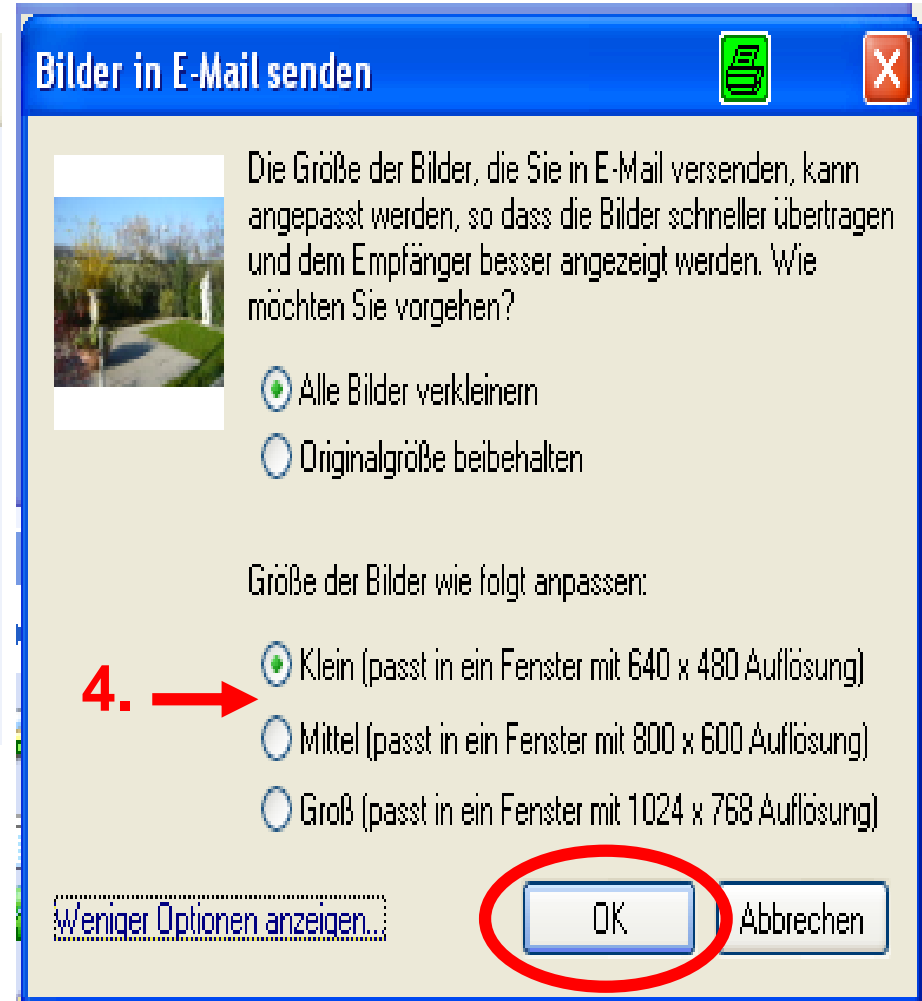 Bilder in E-Mail senden
Die Größe der Bilder, die Sie in E-Mail versenden, kann
angepasst werden, so dass die Bilder schneller übertragen
und dem Empfänger besser angezeigt werden. Wie
möchten Sie vorgehen?
Alle Bilder verkleinern
Originalgröße beibehalten
Größe der Bilder wie folgt anpassen:
4.
Klein (passt in ein Fenster mit 640 x 480 Auflösung)
Mittel (passt in ein Fenster mit 800 x 600 Auflösung)
Groß (passt in ein Fenster mit 1024 x 768 Auflösung)
Weniger Optionen anzeigen...
OK
Abbrechen